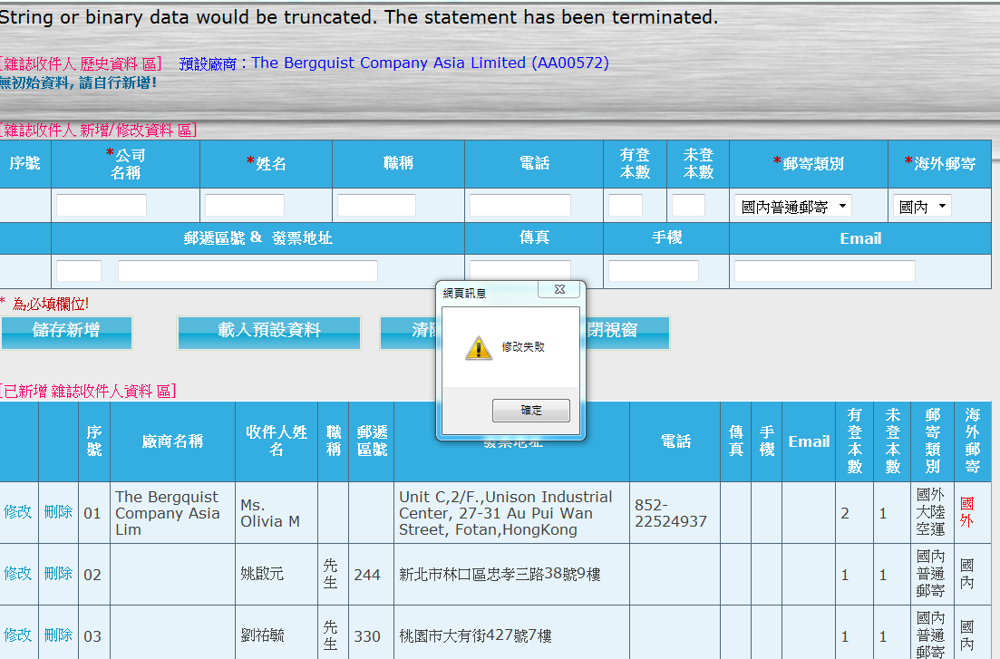 String or binary data would be truncated. The statement has been terminated.
[雜誌收件人 歷史資料 區] 預設廠商：The Bergquist Company Asia Limited (AA00572)
無初始資料, 請自行新增!
[雜誌收件人 新增/修改資料 區]
序號 *公司名稱 *姓名 職稱 電話 有登本數 未登本數 *郵寄類別 *海外郵寄
國內普通郵寄 國內
郵遞區號 & 發票地址 傳真 手機 Email
* 為必填欄位!
儲存新增 載入預設資料 清 閉視窗
網頁訊息
修改失敗
確定
[已新增 雜誌收件人資料 區]
序號 廠商名稱 收件人姓名 職稱 郵遞區號 發票地址 電話 傳真 手機 Email 有登本數 未登本數 郵寄類別 海外郵寄
修改 刪除 01 The Bergquist Company Asia Lim Ms. Olivia M Unit C,2/F.,Unison Industrial Center, 27-31 Au Pui Wan Street, Fotan,HongKong 852-22524937 2 1 國外大陸空運 國外
修改 刪除 02 姚啟元 先生 244 新北市林口區忠孝三路38號9樓 1 1 國內普通郵寄 國內
修改 刪除 03 劉祐毓 先生 330 桃園市大有街427號7樓 1 1 國內普通郵寄 國內